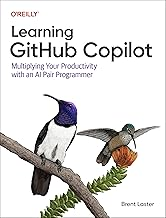 O'REILLY®
Learning
GitHub Copilot
Multiplying Your Productivity
with an AI Pair Programmer
Brent Laster